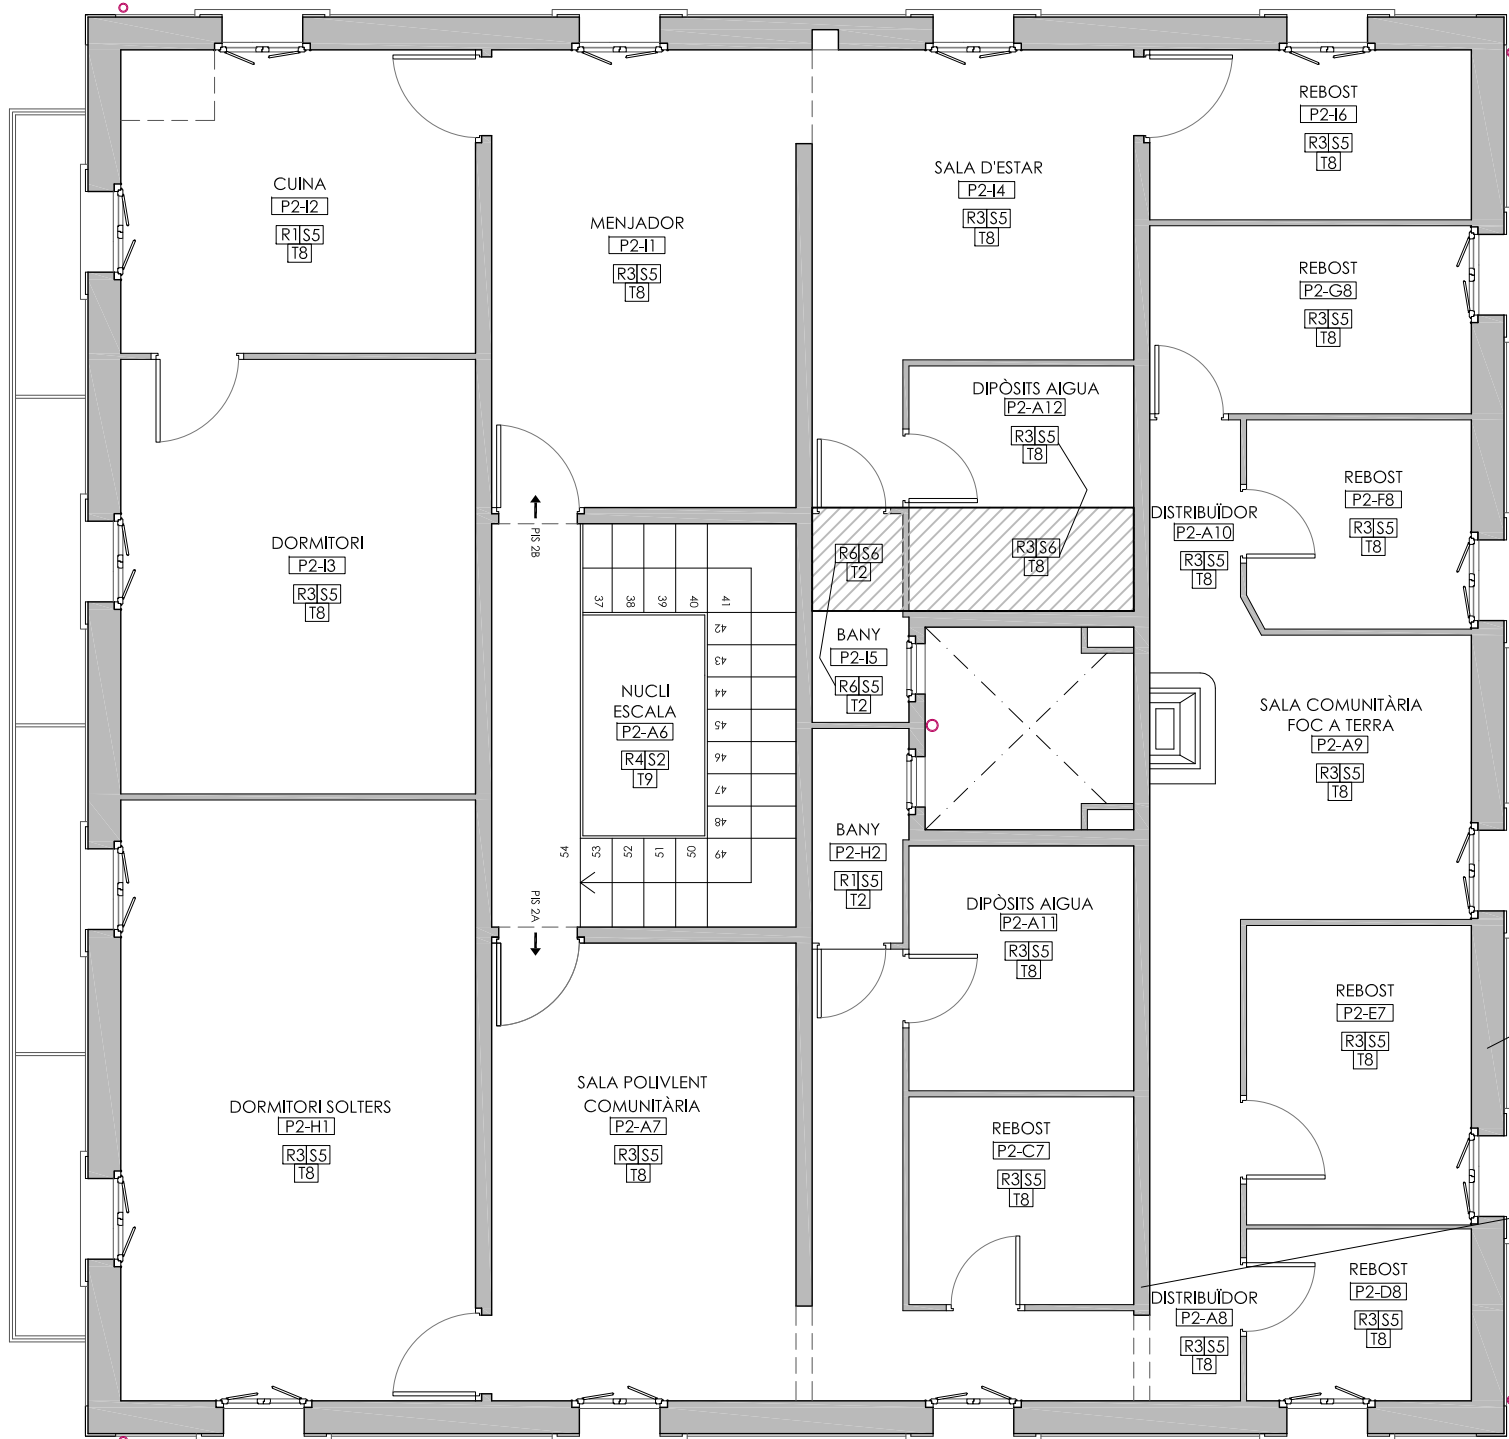 REBOST
P2-I6
R3 S5
T8
CUINA
P2-I2
R1 S5
T8
MENJADOR
P2-I1
R3 S5
T8
SALA D'ESTAR
P2-I4
R3 S5
T8
REBOST
P2-G8
R3 S5
T8
DIPÒSITS AIGUA
P2-A12
R3 S5
T8
REBOST
P2-F8
R3 S5
T8
DISTRIBUÏDOR
P2-A10
R3 S5
T8
DORMITORI
P2-I3
R3 S5
T8
PIS 2B
R6 S6
T2
R3 S6
T8
37
38
39
40
41
42
43
44
45
46
47
48
49
50
51
52
53
54
NUCLI
ESCALA
P2-A6
R4 S2
T9
BANY
P2-I5
R6 S5
T2
SALA COMUNITÀRIA
FOC A TERRA
P2-A9
R3 S5
T8
BANY
P2-H2
R1 S5
T2
PIS 2A
DIPÒSITS AIGUA
P2-A11
R3 S5
T8
REBOST
P2-E7
R3 S5
T8
DORMITORI SOLTERS
P2-H1
R3 S5
T8
SALA POLIVLENT
COMUNITÀRIA
P2-A7
R3 S5
T8
REBOST
P2-C7
R3 S5
T8
DISTRIBUÏDOR
P2-A8
R3 S5
T8
REBOST
P2-D8
R3 S5
T8